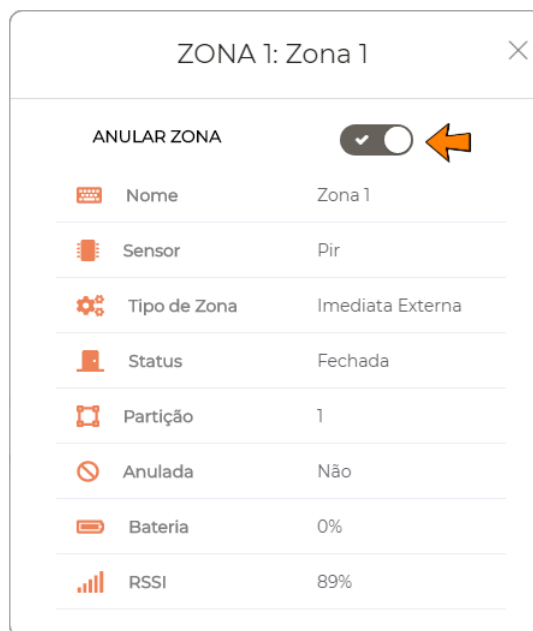 ZONA 1: Zona 1
ANULAR ZONA
Nome Zona 1
Sensor Pir
Tipo de Zona Imediata Externa
Status Fechada
Partição 1
Anulada Não
Bateria 0%
RSSI 89%